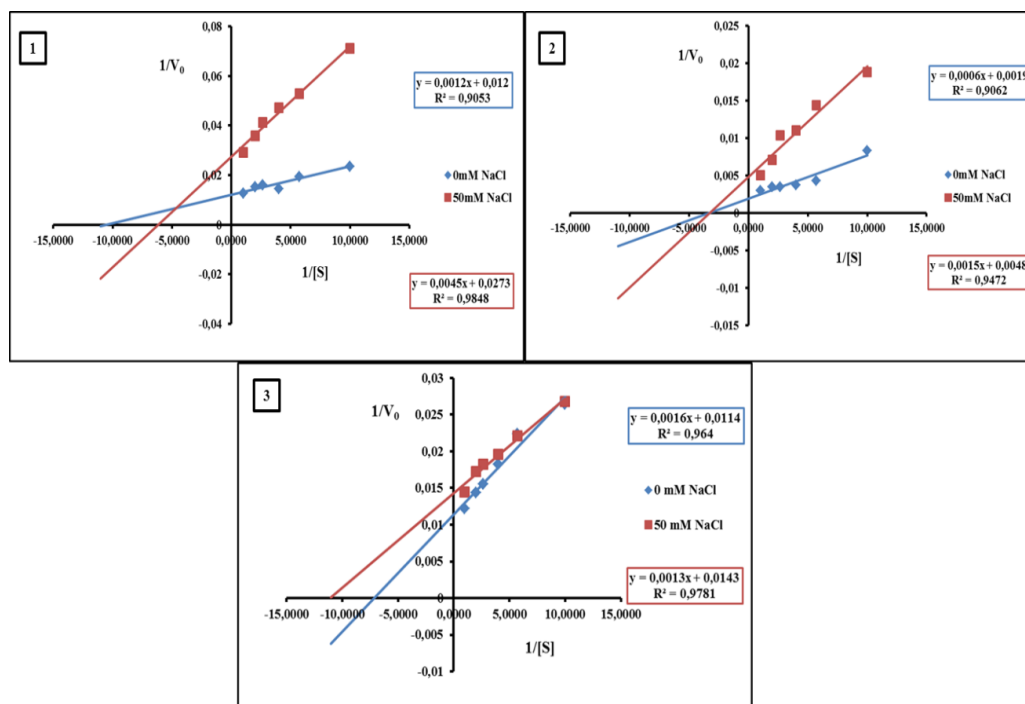 1
1/V0
0,08
0,06
0,04
0,02
0
-0,02
-0,04
-15,0000 -10,0000 -5,0000 0,0000 5,0000 10,0000 15,0000
1/[S]
y = 0,0012x + 0,012
R² = 0,9053
0mM NaCl
50mM NaCl
y = 0,0045x + 0,0273
R² = 0,9848
2
1/V0
0,025
0,02
0,015
0,01
0,005
0
-0,005
-0,01
-0,015
-15,0000 -10,0000 -5,0000 0,0000 5,0000 10,0000 15,0000
1/[S]
y = 0,0006x + 0,0019
R² = 0,9062
0mM NaCl
50mM NaCl
y = 0,0015x + 0,0048
R² = 0,9472
3
1/V0
0,03
0,025
0,02
0,015
0,01
0,005
0
-0,005
-0,01
-15,0000 -10,0000 -5,0000 0,0000 5,0000 10,0000 15,0000
1/[S]
y = 0,0016x + 0,0114
R² = 0,964
0 mM NaCl
50 mM NaCl
y = 0,0013x + 0,0143
R² = 0,9781